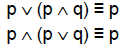 p ∨ (p ∧ q) ≡ p
p ∧ (p ∨ q) ≡ p